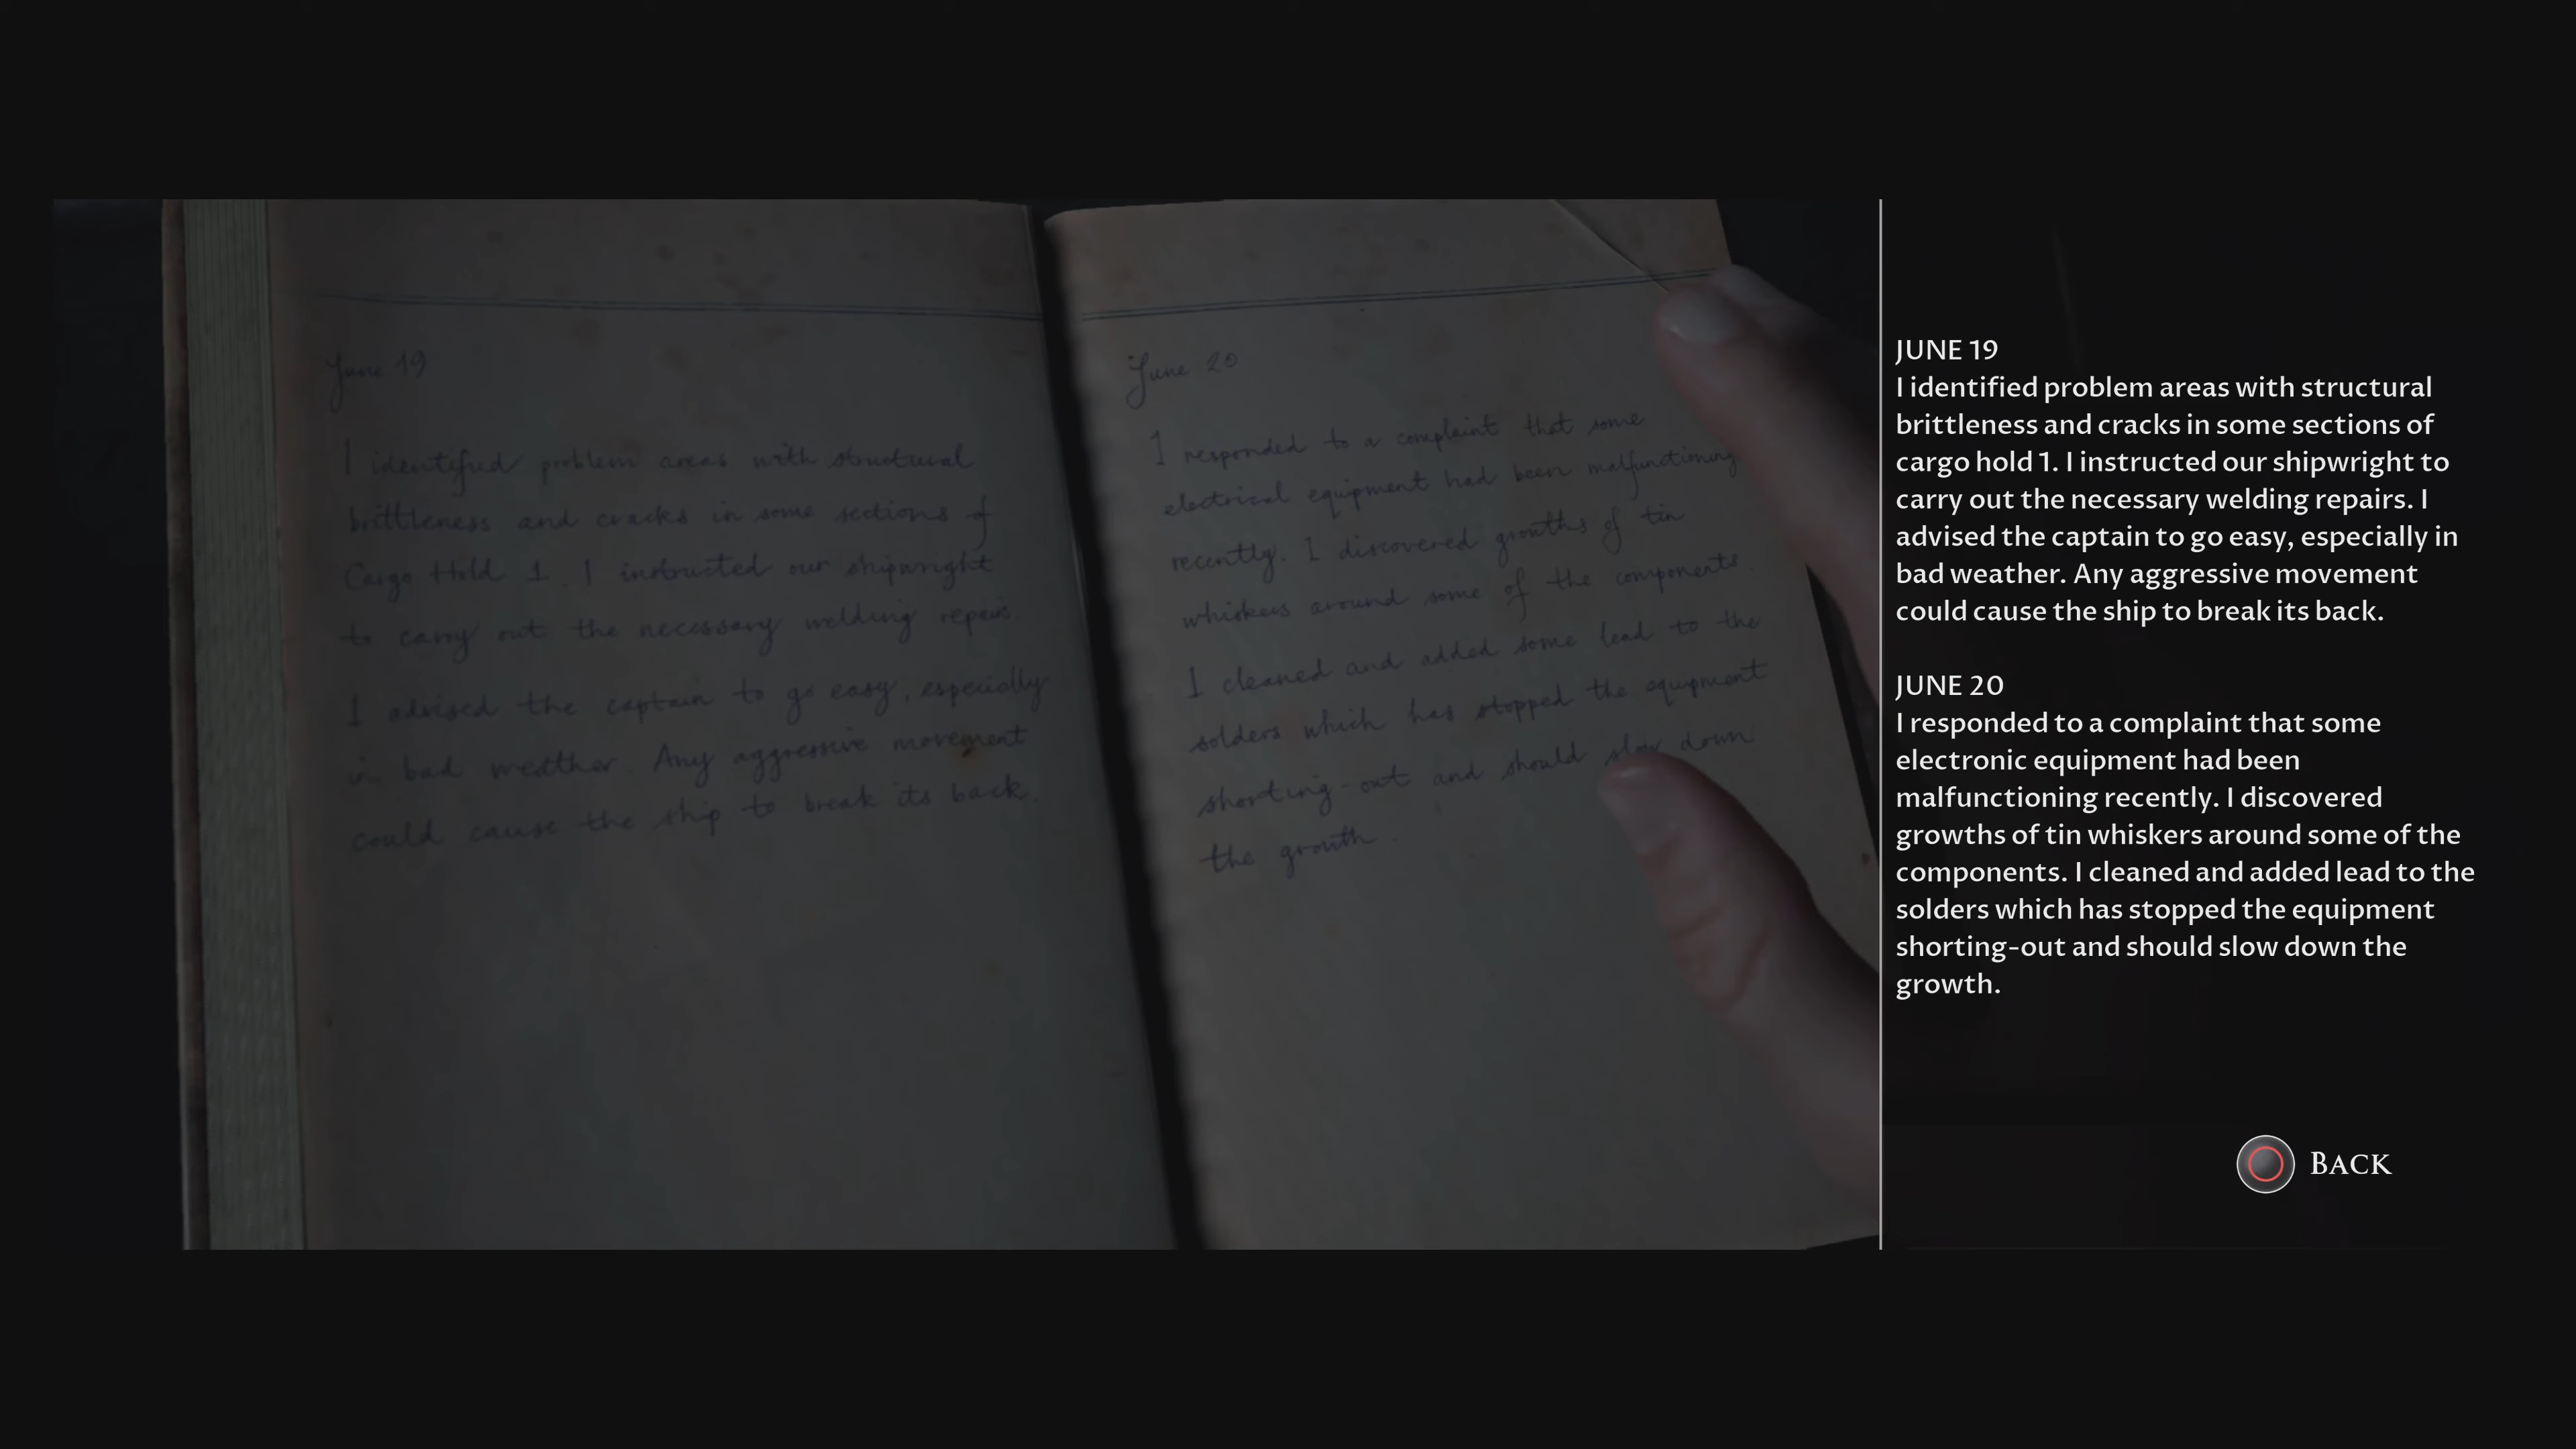 June 19
I identified problem areas with structural
brittleness and cracks in some sections of
Cargo Hold 1. I instructed our shipwright
to carry out the necessary welding repairs.
I advised the captain to go easy, especially
in bad weather. Any aggressive movement
could cause the ship to break its back.
June 20
I responded to a complaint that some
electrical equipment had been malfunctioning
recently. I discovered growths of tin
whiskers around some of the components.
I cleaned and added some lead to the
solders which has stopped the equipment
shorting-out and should slow down
the growth.
JUNE 19
I identified problem areas with structural
brittleness and cracks in some sections of
cargo hold 1. I instructed our shipwright to
carry out the necessary welding repairs. I
advised the captain to go easy, especially in
bad weather. Any aggressive movement
could cause the ship to break its back.
JUNE 20
I responded to a complaint that some
electronic equipment had been
malfunctioning recently. I discovered
growths of tin whiskers around some of the
components. I cleaned and added lead to the
solders which has stopped the equipment
shorting-out and should slow down the
growth.
BACK